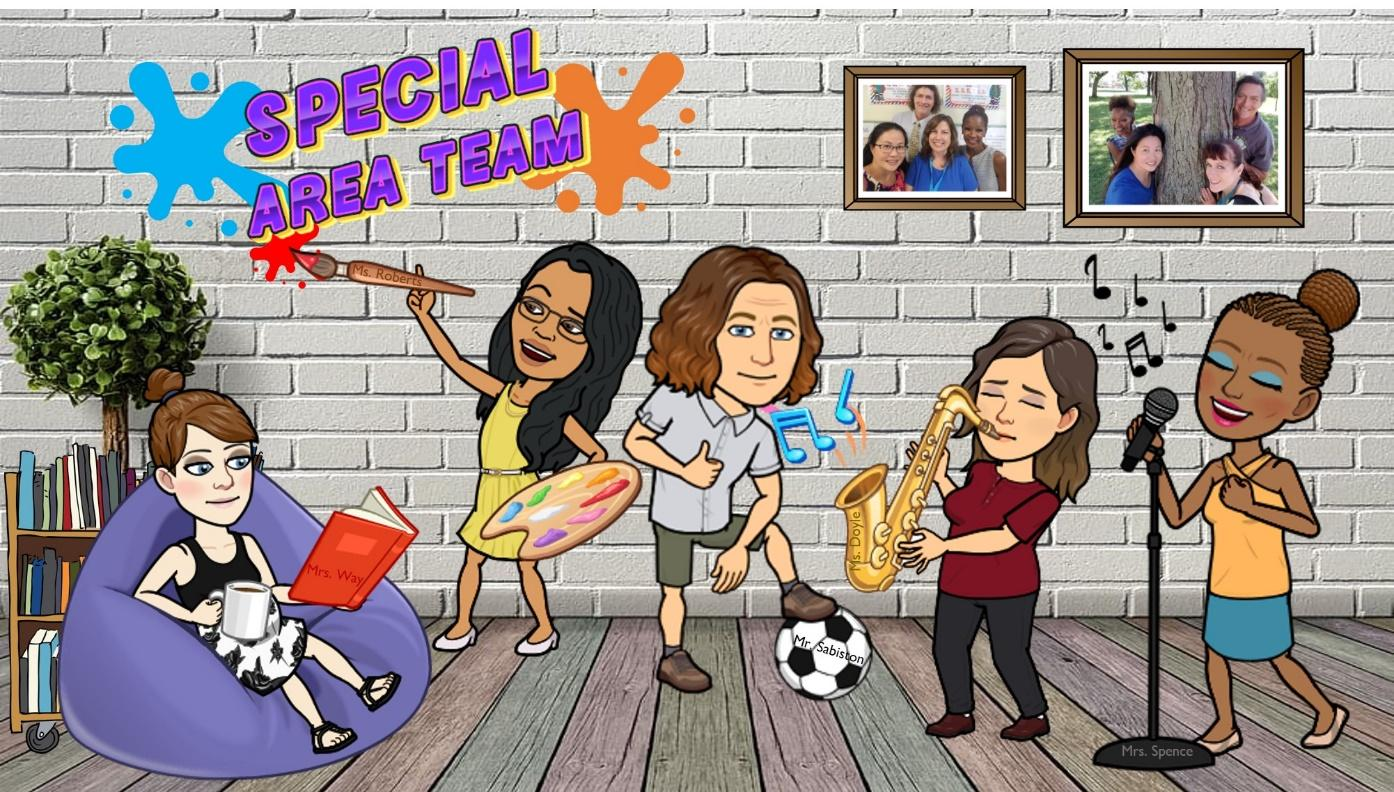 SPECIAL
AREA TEAM
Ms. Roberts
Mrs. Way
Mr. Sabiston
Ms. Doyle
Mrs. Spence